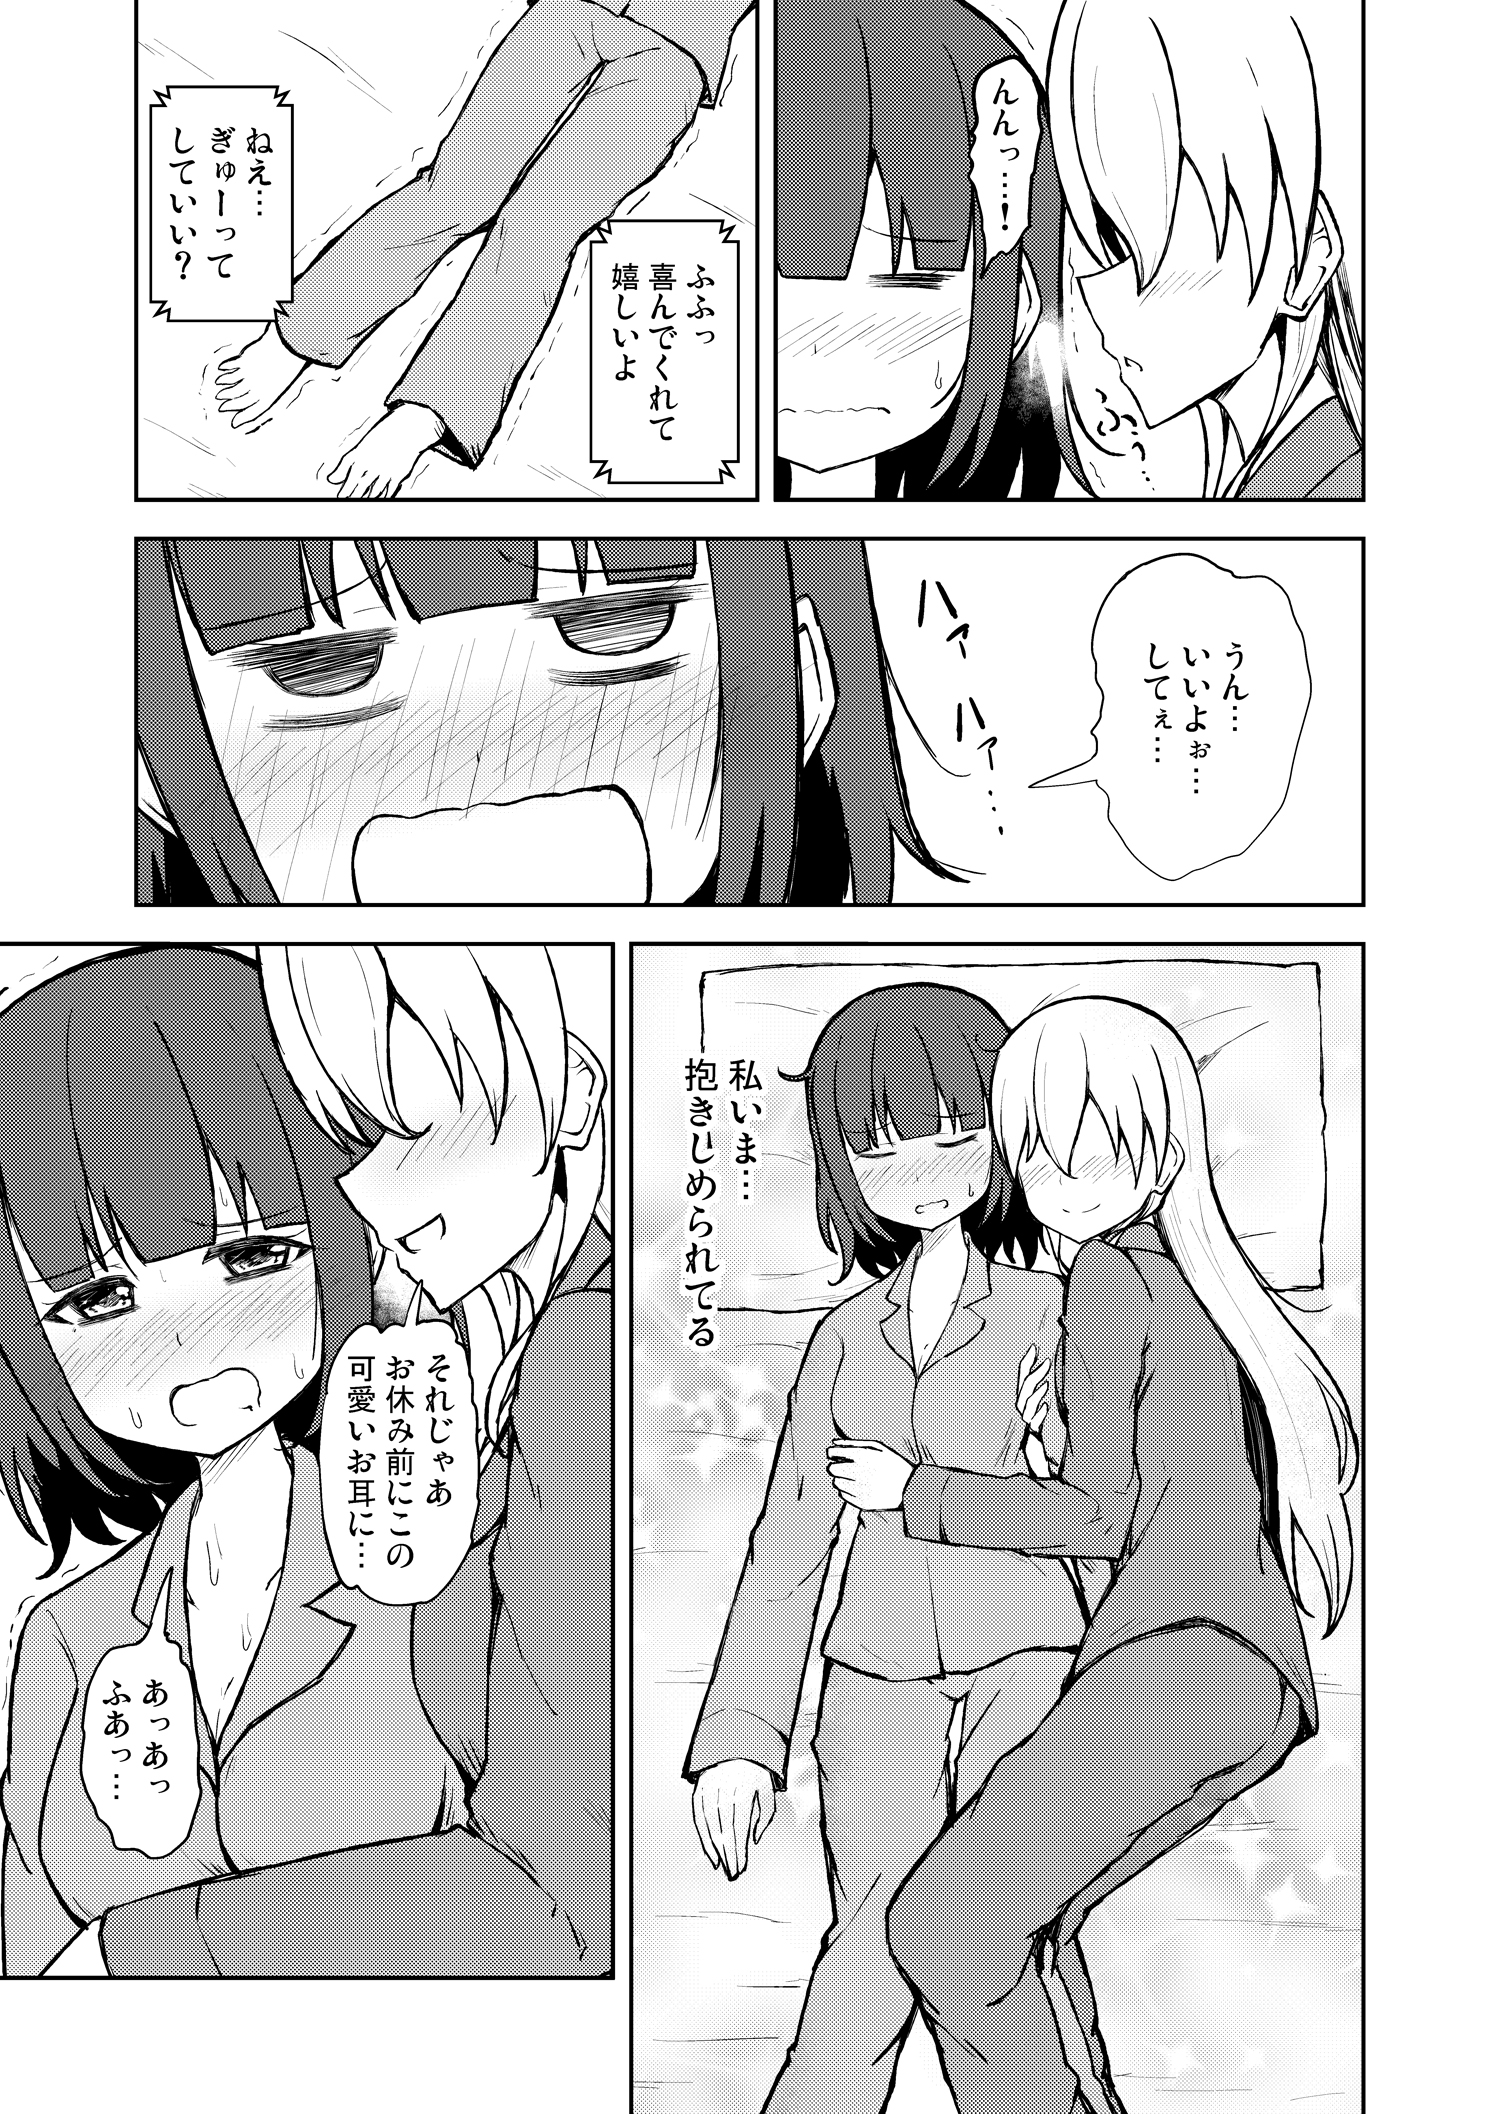 んんっ…！
ふぅ…
ふふっ
喜んでくれて
嬉しいよ
ねえ…
ぎゅーって
していい？
うん…
いいよぉ…
してぇ…
ハァ…
ハァ…
私いま…
抱きしめられてる
それじゃあ
お休み前にこの
可愛いお耳に…
あっあっ
ふあっ…